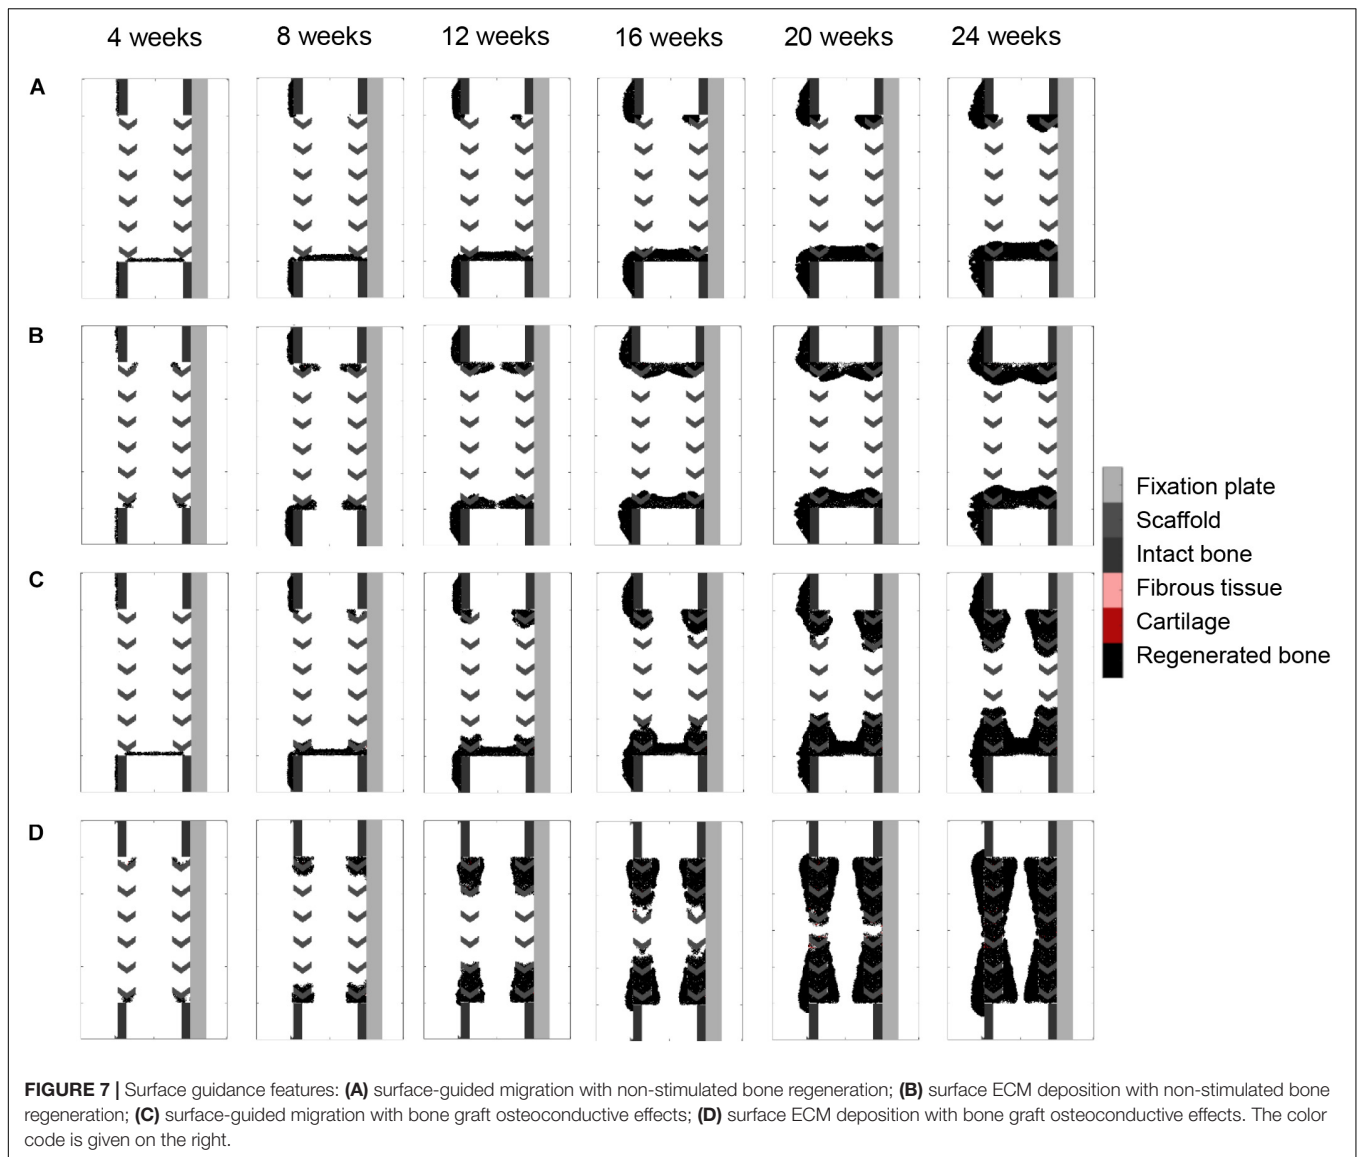 4 weeks 8 weeks 12 weeks 16 weeks 20 weeks 24 weeks
A
B
C
D
Fixation plate
Scaffold
Intact bone
Fibrous tissue
Cartilage
Regenerated bone
FIGURE 7 | Surface guidance features: (A) surface-guided migration with non-stimulated bone regeneration; (B) surface ECM deposition with non-stimulated bone
regeneration; (C) surface-guided migration with bone graft osteoconductive effects; (D) surface ECM deposition with bone graft osteoconductive effects. The color
code is given on the right.